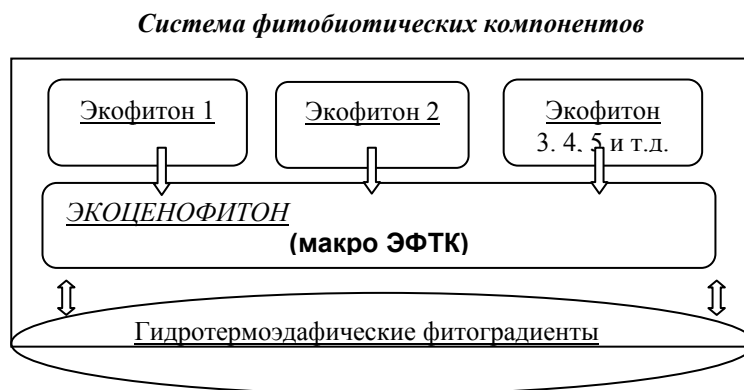 Система фитобиотических компонентов
Экофитон 1
Экофитон 2
Экофитон
3. 4, 5 и т.д.
ЭКОЦЕНОФИТОН
(макро ЭФТК)
Гидротермоэдафические фитоградиенты